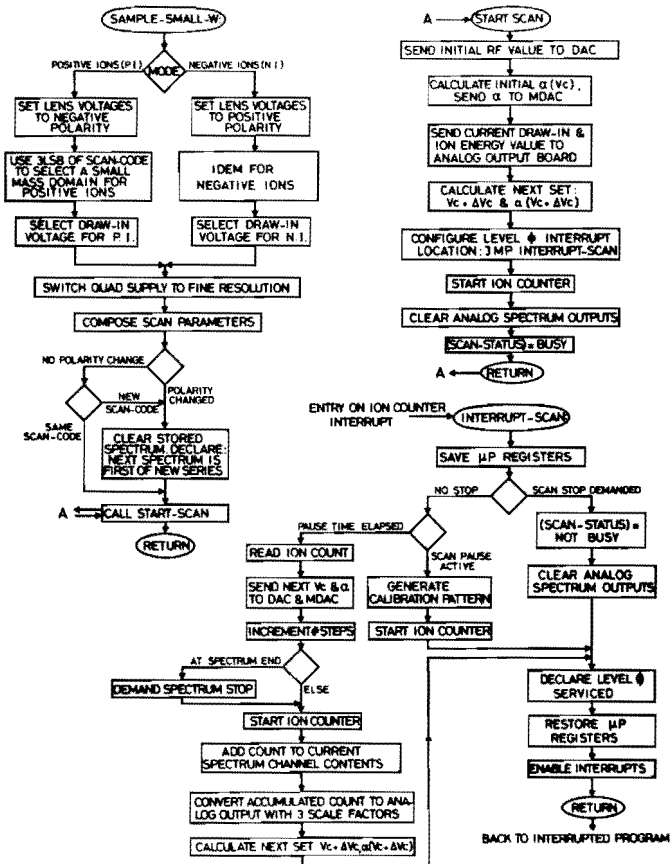 SAMPLE-SMALL-W:
POSITIVE IONS (P I)
NEGATIVE IONS (N I)
MODE
SET LENS VOLTAGES
TO NEGATIVE
POLARITY
SET LENS VOLTAGES
TO POSITIVE
POLARITY
USE 3LSB OF SCAN-CODE
TO SELECT A SMALL
MASS DOMAIN FOR
POSITIVE IONS
IDEM FOR
NEGATIVE IONS
SELECT DRAW-IN
VOLTAGE FOR P. I.
SELECT DRAW-IN
VOLTAGE FOR N. I.
SWITCH QUAD SUPPLY TO FINE RESOLUTION
COMPOSE SCAN PARAMETERS
NO POLARITY CHANGE
POLARITY
CHANGED
NEW
SCAN-CODE
SAME
SCAN-CODE
CLEAR STORED
SPECTRUM, DECLARE:
NEXT SPECTRUM IS
FIRST OF NEW SERIES
A
CALL START-SCAN
RETURN
A
START SCAN
SEND INITIAL RF VALUE TO DAC
CALCULATE INITIAL α (Vc),
SEND α TO MDAC
SEND CURRENT DRAW-IN &
ION ENERGY VALUE TO
ANALOG OUTPUT BOARD
CALCULATE NEXT SET:
Vc + ΔVc & α (Vc + ΔVc)
CONFIGURE LEVEL ϕ INTERRUPT
LOCATION: 3 MP INTERRUPT-SCAN
START ION COUNTER
CLEAR ANALOG SPECTRUM OUTPUTS
(SCAN-STATUS) = BUSY
A
RETURN
ENTRY ON ION COUNTER
INTERRUPT
INTERRUPT-SCAN:
SAVE μP REGISTERS
NO STOP
SCAN STOP DEMANDED
PAUSE TIME ELAPSED
SCAN PAUSE
ACTIVE
(SCAN-STATUS) =
NOT BUSY
READ ION COUNT
CLEAR ANALOG
SPECTRUM OUTPUTS
SEND NEXT Vc & α
TO DAC & MDAC
GENERATE
CALIBRATION PATTERN
INCREMENT # STEPS
START ION COUNTER
AT SPECTRUM END
DEMAND SPECTRUM STOP
ELSE
START ION COUNTER
DECLARE LEVEL ϕ
SERVICED
ADD COUNT TO CURRENT
SPECTRUM CHANNEL CONTENTS
RESTORE μP
REGISTERS
CONVERT ACCUMULATED COUNT TO ANA-
LOG OUTPUT WITH 3 SCALE FACTORS
ENABLE INTERRUPTS
CALCULATE NEXT SET Vc + ΔVc, α(Vc + ΔVc)
RETURN
BACK TO INTERRUPTED PROGRAM